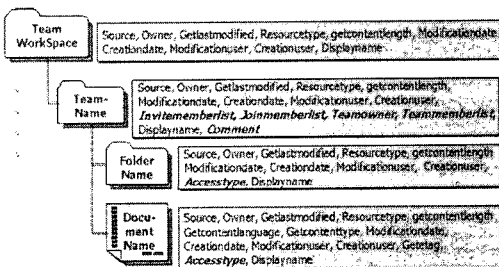 Team
WorkSpace
Source, Owner, Getlastmodified, Resourcetype, getcontentlength, Modificationdate
Creationdate, Modificationuser, Creationuser, Displayname
Team-
Name
Source, Owner, Getlastmodified, Resourcetype, getcontentlength,
Modificationdate, Creationdate, Modificationuser, Creationuser,
Invitememberlist, Joinmemberlist, Teamowner, Teammemberlist,
Displayname, Comment
Folder
Name
Source, Owner, Getlastmodified, Resourcetype, getcontentlength
Modificationdate, Creationdate, Modificationuser, Creationuser,
Accesstype, Displayname
Docu-
ment
Name
Source, Owner, Getlastmodified, Resourcetype, getcontentlength
Getcontentlanguage, Getcontenttype, Modificationdate,
Creationdate, Modificationuser, Creationuser, Getetag,
Accesstype, Displayname